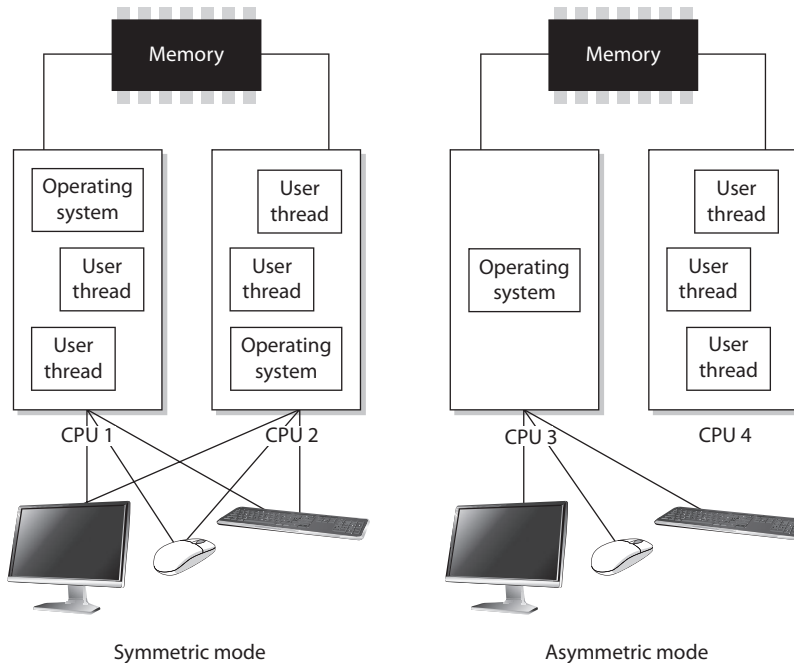 Memory
Operating
system
User
thread
User
thread
User
thread
User
thread
Operating
system
CPU 1
CPU 2
Symmetric mode
Memory
Operating
system
User
thread
User
thread
User
thread
CPU 3
CPU 4
Asymmetric mode